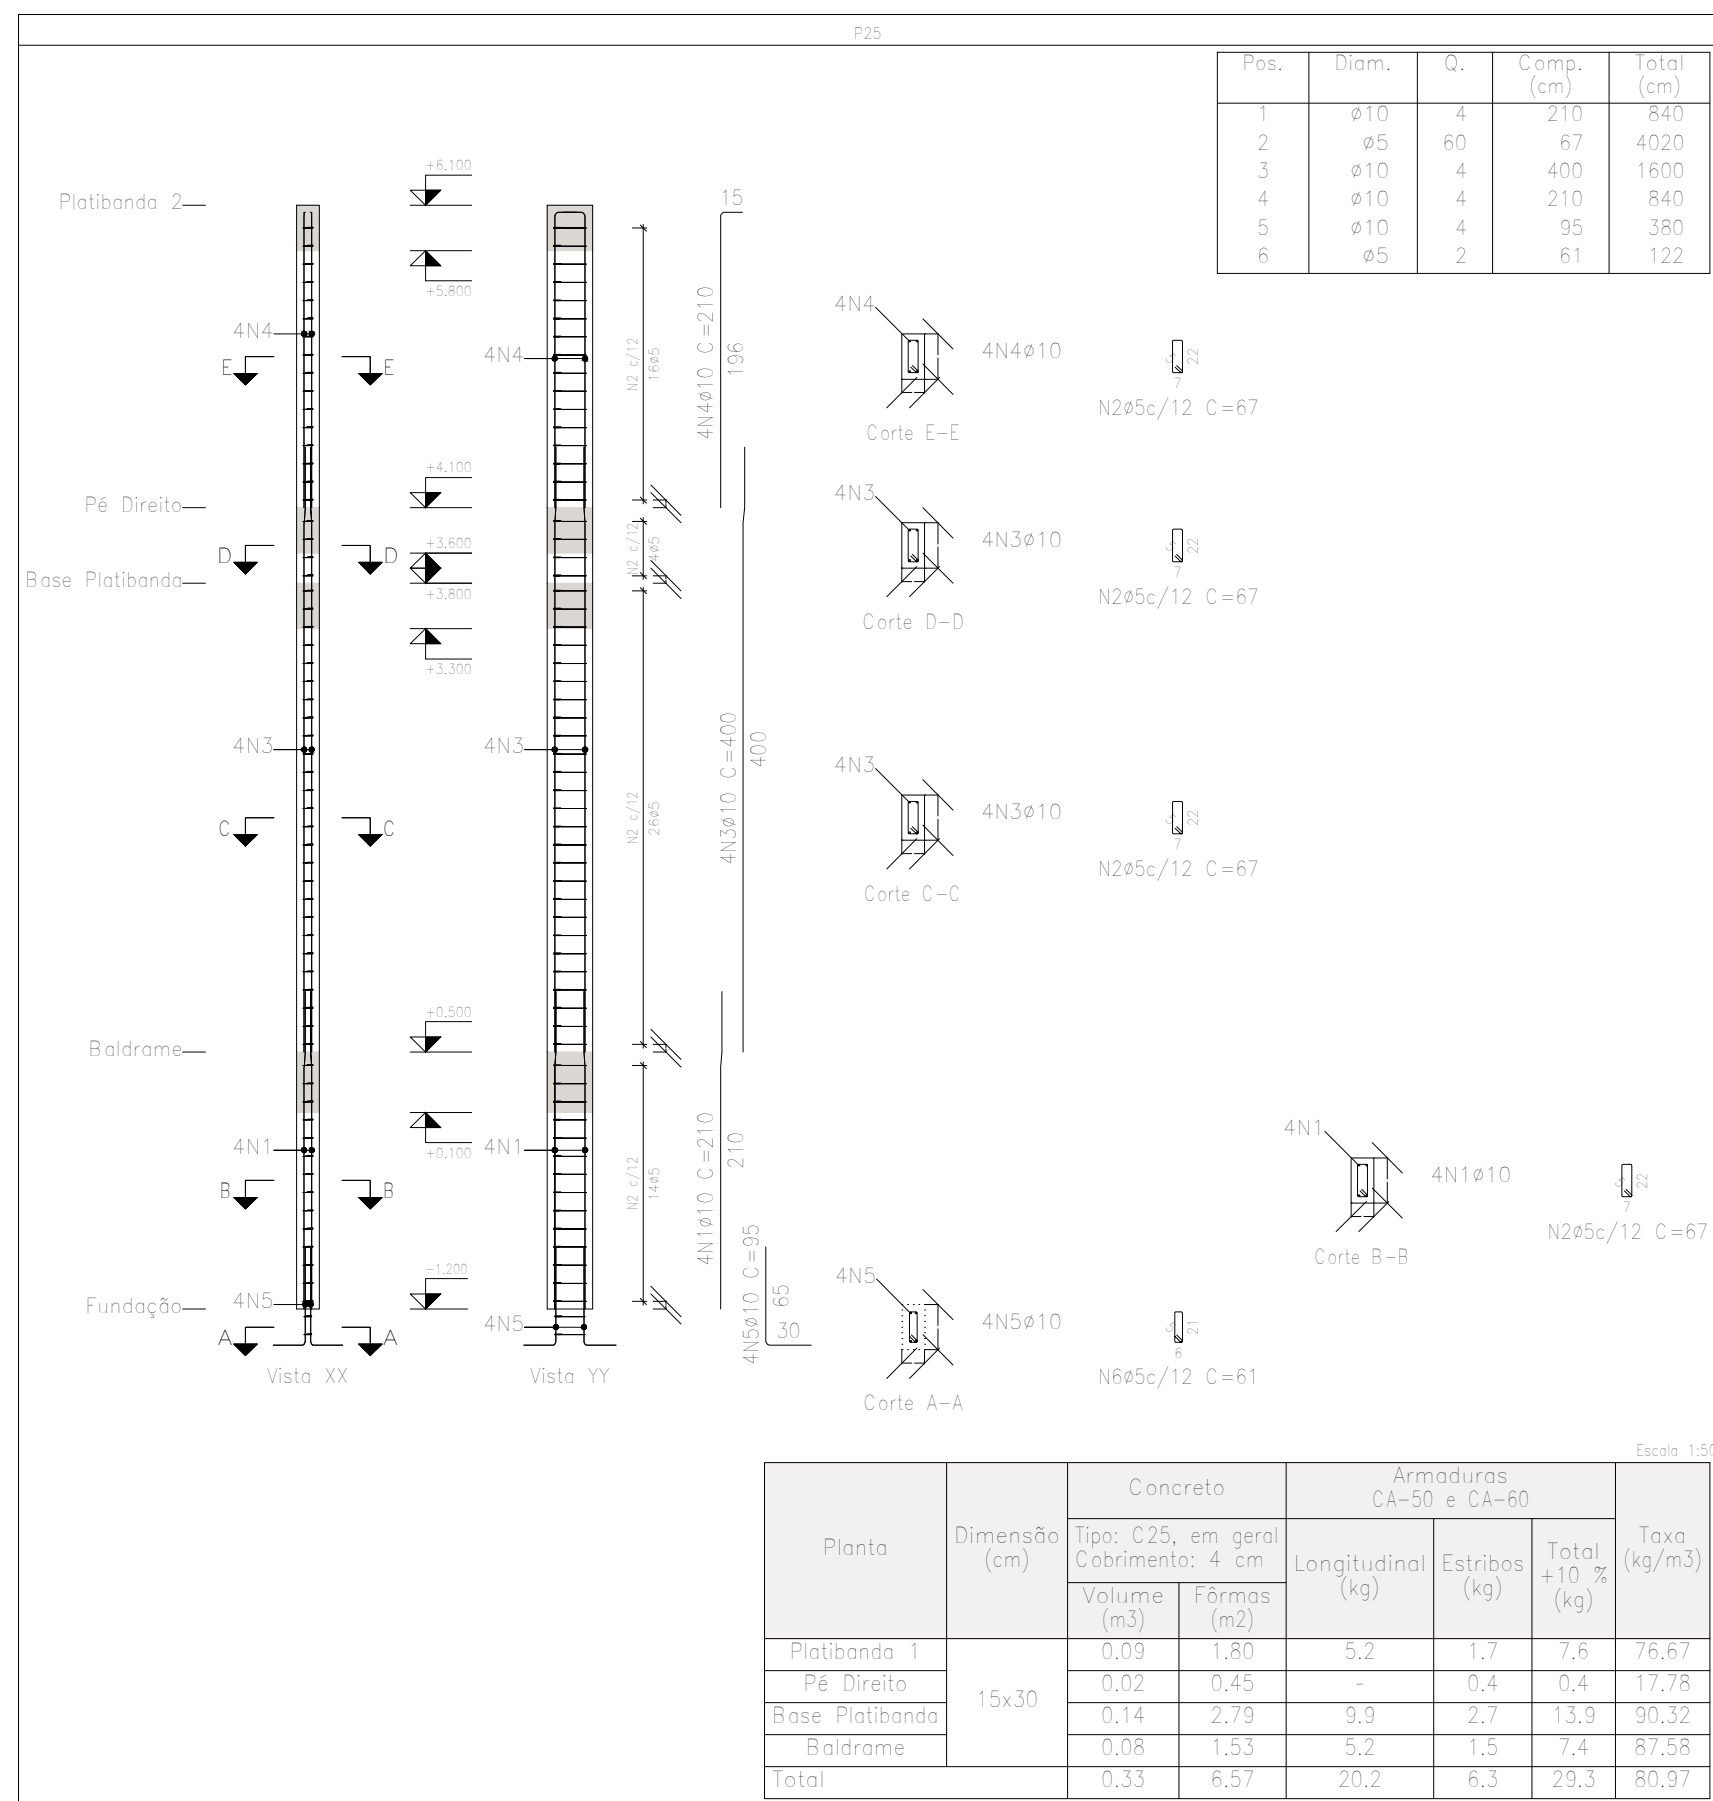 P25
Pos. Diam. Q. Comp. (cm) Total (cm)
1 ø10 4 210 840
2 ø5 60 67 4020
3 ø10 4 400 1600
4 ø10 4 210 840
5 ø10 4 95 380
6 ø5 2 61 122
Platibanda 2
+6.100
+5.800
15
4N4
4N4
E E
N2 c/12
16ø5
4N4ø10 C=210
196
4N4
4N4ø10
5 22
7
N2ø5c/12 C=67
Corte E-E
Pé Direito
+4.100
D D
+3.600
N2 c/12
4ø5
4N3
4N3ø10
5 22
7
N2ø5c/12 C=67
Corte D-D
Base Platibanda
+3.800
+3.300
4N3
4N3
C C
N2 c/12
26ø5
4N3ø10 C=400
400
4N3
4N3ø10
5 22
7
N2ø5c/12 C=67
Corte C-C
Baldrame
+0.500
+0.100
4N1
4N1
B B
N2 c/12
14ø5
4N1ø10 C=210
210
4N1
4N1ø10
5 22
7
N2ø5c/12 C=67
Corte B-B
Fundação
-1.200
4N5
4N5
A A
4N5ø10 C=95
65
30
4N5
4N5ø10
5 21
6
N6ø5c/12 C=61
Corte A-A
Vista XX
Vista YY
Escala 1:50
Planta
Dimensão
(cm)
Concreto
Tipo: C25, em geral
Cobrimento: 4 cm
Volume
(m3)
Fôrmas
(m2)
Armaduras
CA-50 e CA-60
Longitudinal
(kg)
Estribos
(kg)
Total
+10 %
(kg)
Taxa
(kg/m3)
Platibanda 1 0.09 1.80 5.2 1.7 7.6 76.67
Pé Direito 0.02 0.45 - 0.4 0.4 17.78
15x30
Base Platibanda 0.14 2.79 9.9 2.7 13.9 90.32
Baldrame 0.08 1.53 5.2 1.5 7.4 87.58
Total 0.33 6.57 20.2 6.3 29.3 80.97